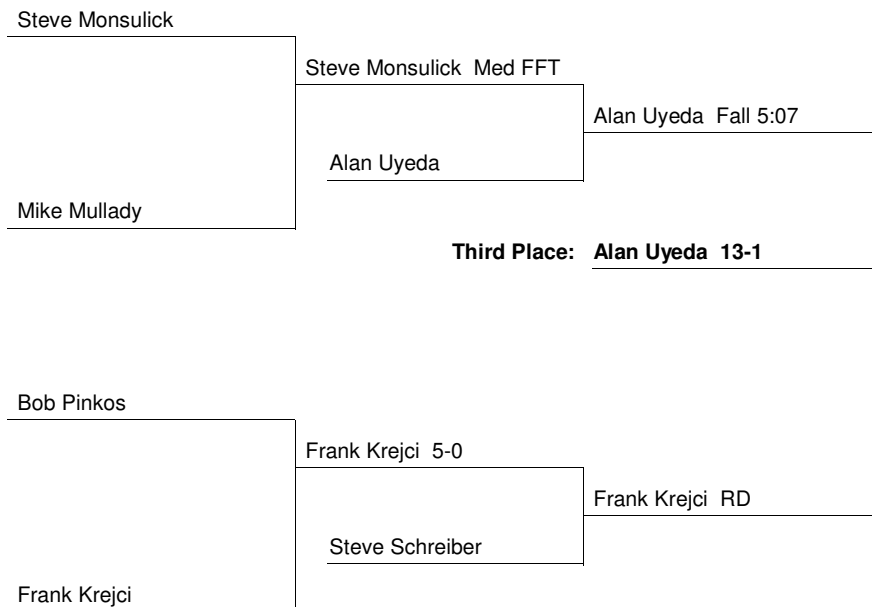 Steve Monsulick
Steve Monsulick  Med FFT
Alan Uyeda  Fall 5:07
Alan Uyeda
Mike Mullady
Third Place:  Alan Uyeda  13-1
Bob Pinkos
Frank Krejci  5-0
Frank Krejci  RD
Steve Schreiber
Frank Krejci